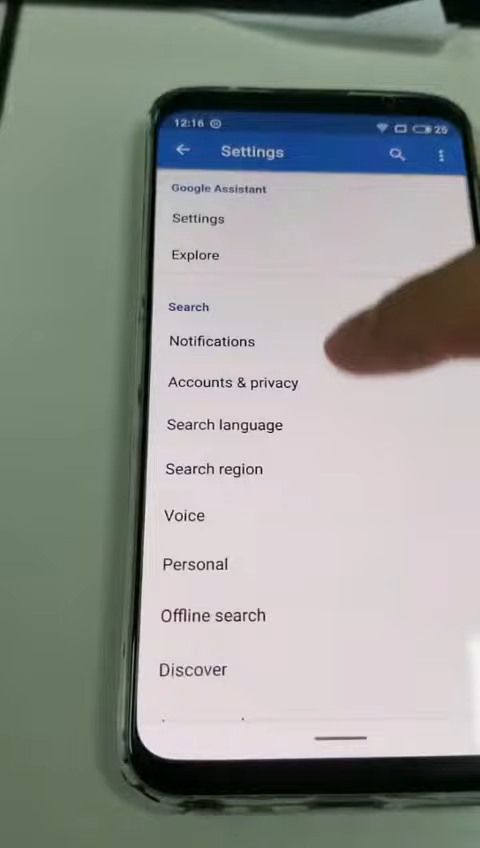 12:16
25
Settings
Google Assistant
Settings
Explore
Search
Notifications
Accounts & privacy
Search language
Search region
Voice
Personal
Offline search
Discover